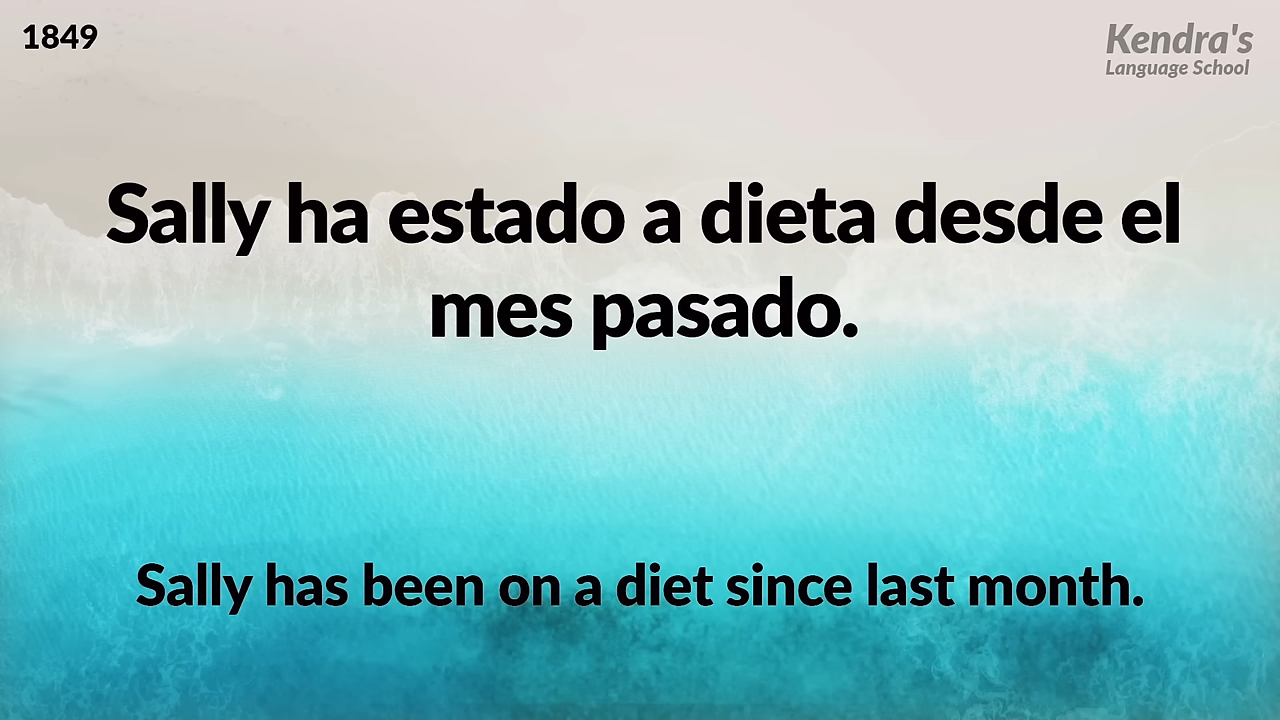 1849
Kendra's
Language School
Sally ha estado a dieta desde el
mes pasado.
Sally has been on a diet since last month.